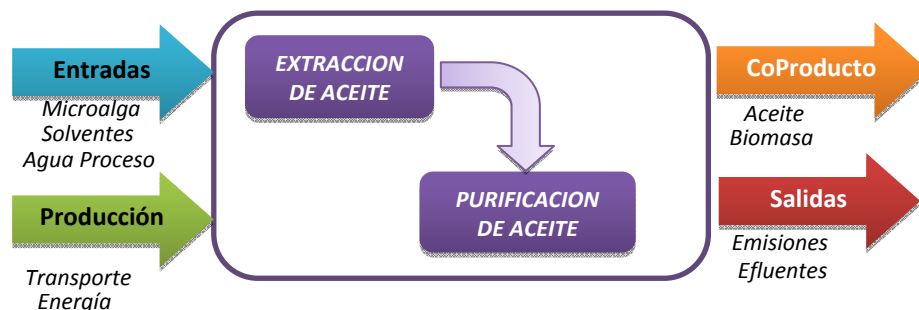 Entradas
Microalga
Solventes
Agua Proceso
Producción
Transporte
Energía
EXTRACCION
DE ACEITE
PURIFICACION
DE ACEITE
CoProducto
Aceite
Biomasa
Salidas
Emisiones
Efluentes